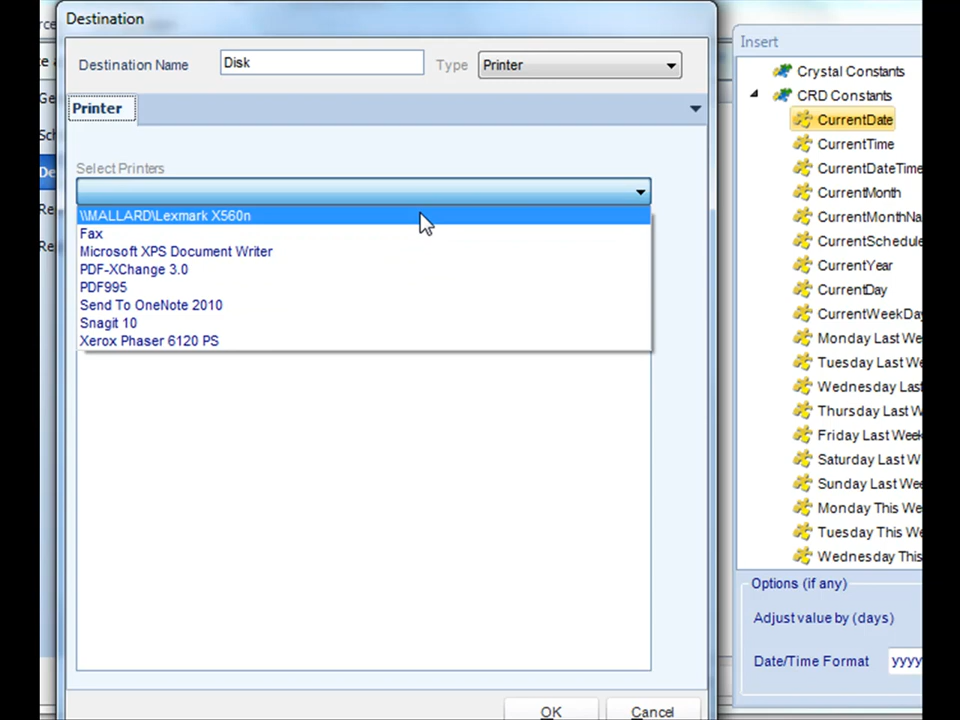 Destination
Destination Name
Disk
Type
Printer
Printer
Select Printers
\\MALLARD\Lexmark X560n
Fax
Microsoft XPS Document Writer
PDF-XChange 3.0
PDF995
Send To OneNote 2010
Snagit 10
Xerox Phaser 6120 PS
OK
Cancel
Insert
Crystal Constants
CRD Constants
CurrentDate
CurrentTime
CurrentDateTime
CurrentMonth
CurrentMonthNa
CurrentSchedule
CurrentYear
CurrentDay
CurrentWeekDay
Monday Last We
Tuesday Last We
Wednesday Last
Thursday Last W
Friday Last Week
Saturday Last W
Sunday Last Wee
Monday This We
Tuesday This We
Wednesday This
Options (if any)
Adjust value by (days)
Date/Time Format
yyyy